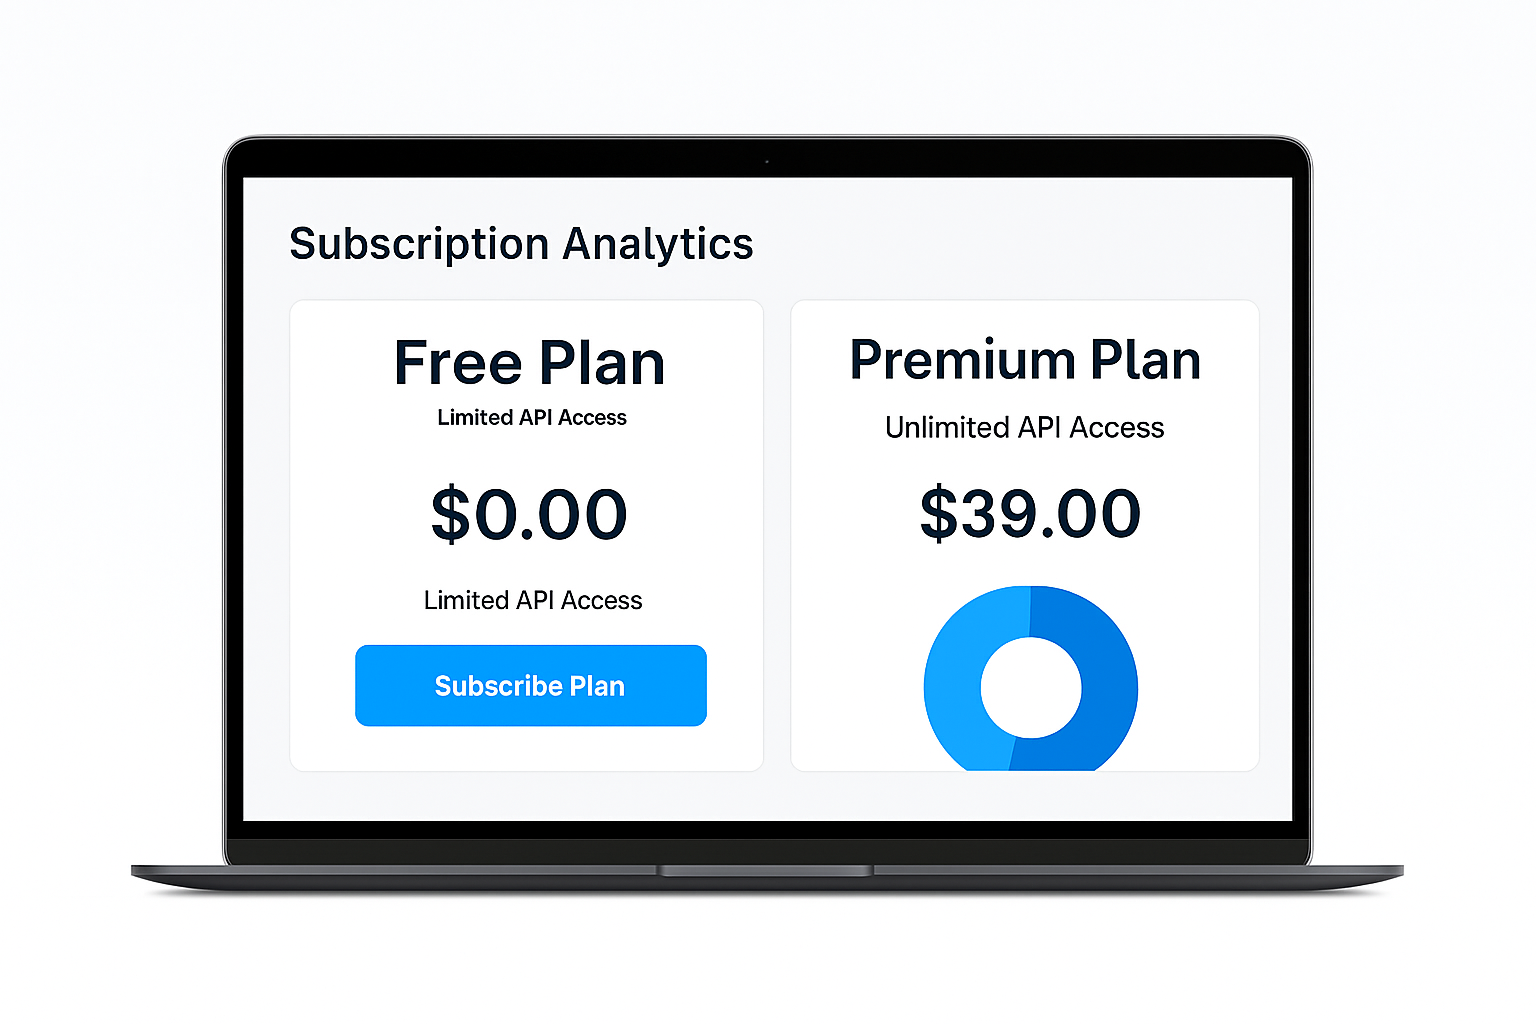 Subscription Analytics
Free Plan
Limited API Access
$0.00
Limited API Access
Subscribe Plan
Premium Plan
Unlimited API Access
$39.00